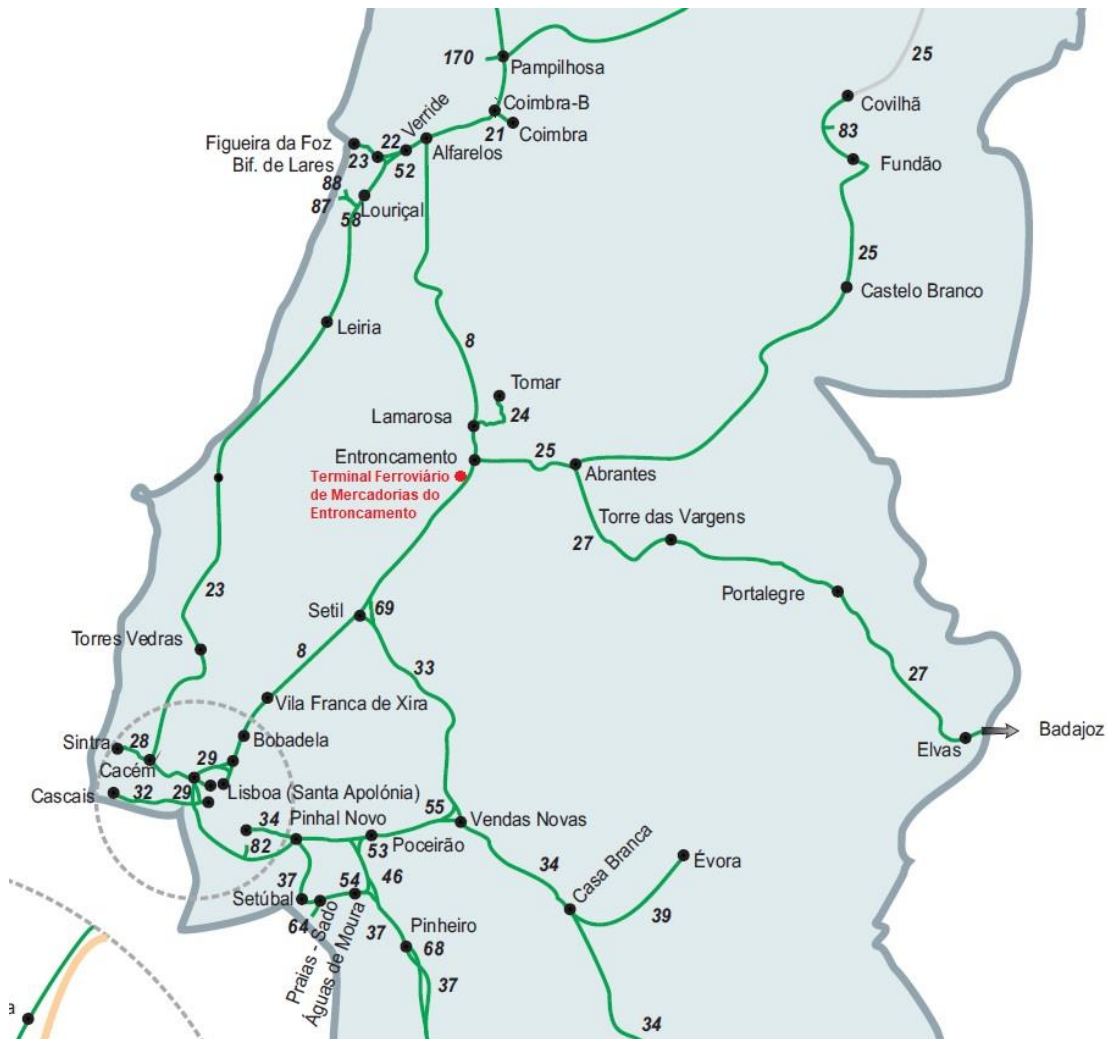 170
Pampilhosa
25
Covilhã
83
Fundão
Coimbra-B
21
Coimbra
Verride
Alfarelos
Figueira da Foz
22
Bif. de Lares
23
52
88
87
58
Louriçal
25
Castelo Branco
Leiria
8
Tomar
24
Lamarosa
Entroncamento
25
Abrantes
Terminal Ferroviário
de Mercadorias do
Entroncamento
Torre das Vargens
27
Portalegre
23
Setil
69
Torres Vedras
8
33
27
Vila Franca de Xira
Elvas
Badajoz
Bobadela
Sintra
28
29
Cacém
Cascais
32
29
Lisboa (Santa Apolónia)
34
Pinhal Novo
55
Vendas Novas
82
53
Poceirão
34
Casa Branca
Évora
37
54
46
39
Setúbal
64
Praias - Sado
Águas de Moura
37
Pinheiro
68
37
34
a